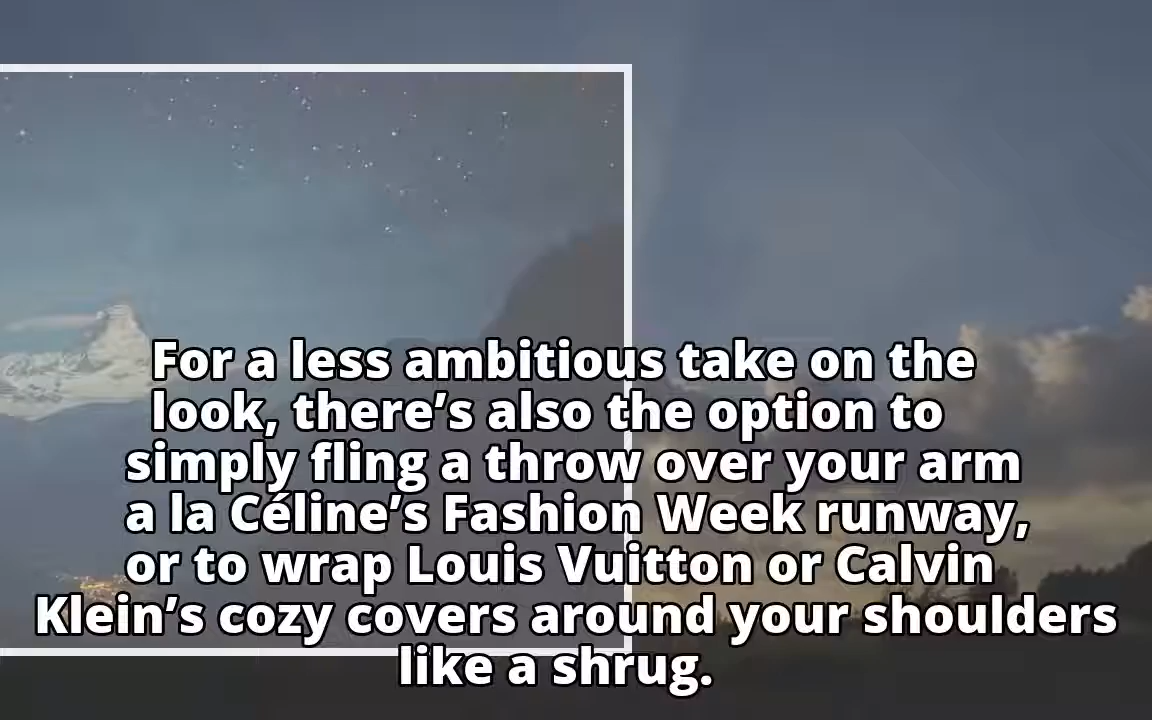 For a less ambitious take on the
look, there’s also the option to
simply fling a throw over your arm
a la Céline’s Fashion Week runway,
or to wrap Louis Vuitton or Calvin
Klein’s cozy covers around your shoulders
like a shrug.